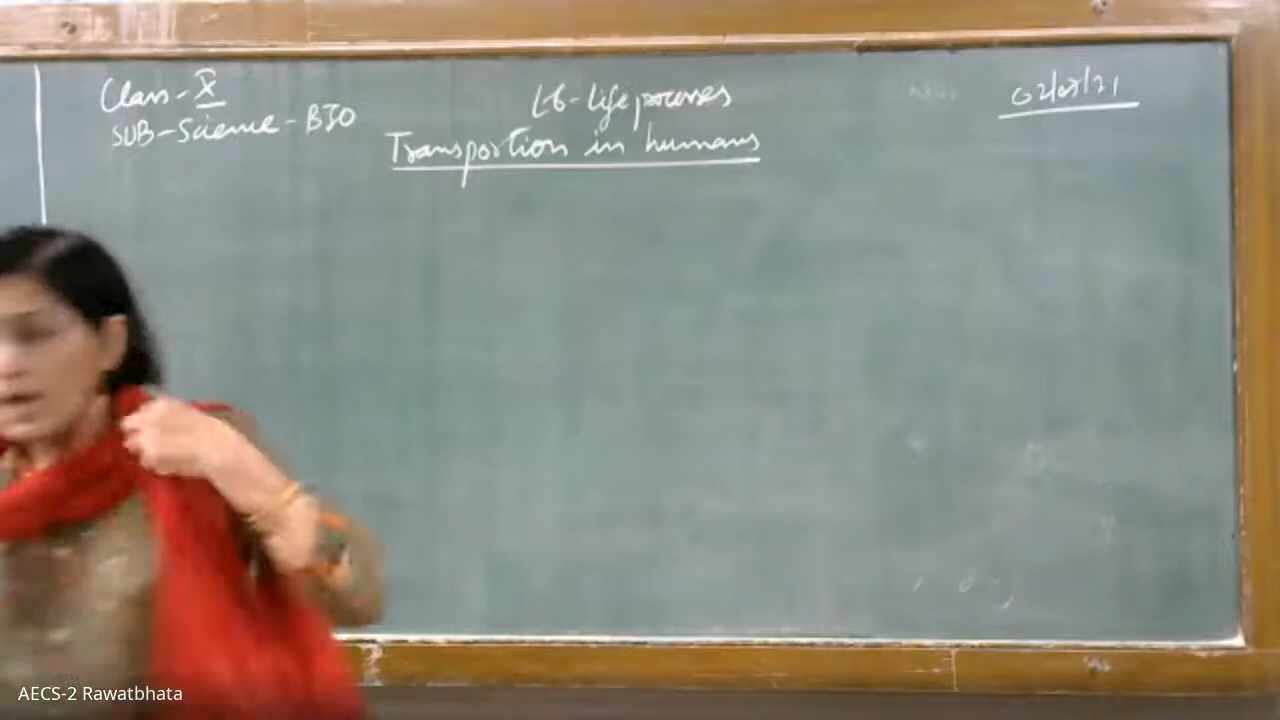 Class - X
SUB - Science - BIO
L6 - Life processes
Transportion in humans
AECS-2 Rawatbhata